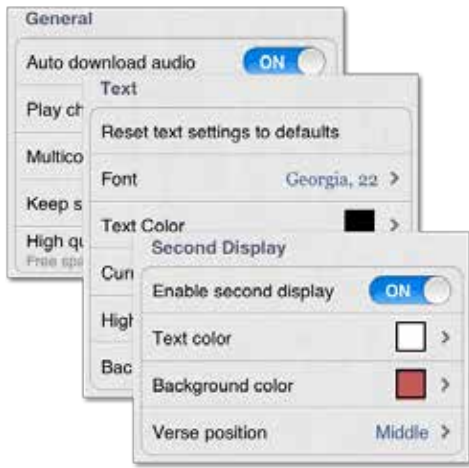 General
Auto download audio ON
Play ch
Multico
Keep s
High qu
Free spa
Text
Reset text settings to defaults
Font Georgia, 22 >
Text Color >
Curr
High
Bac
Second Display
Enable second display ON
Text color >
Background color >
Verse position Middle >